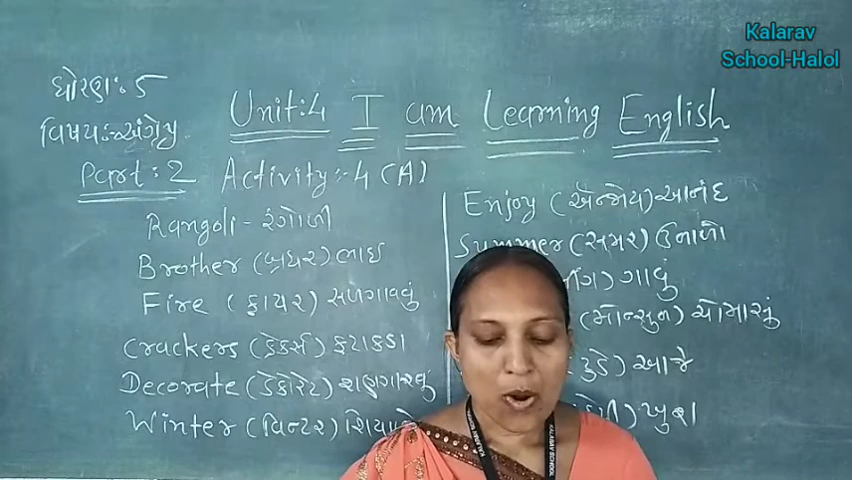 Kalarav
School-Halol
ધોરણ: 5
વિષય:-અંગ્રેજી
Unit:4 I am Learning English
Part:2 Activity:-4 (A)
Rangoli - રંગોળી
Brother (બ્રધર) ભાઇ
Fire (ફાયર) સળગાવવું
Crackers (ક્રેકર્સ) ફટાકડા
Decorate (ડેકોરેટ) શણગારવું
Winter (વિન્ટર) શિયાળો
Enjoy (એન્જોય) આનંદ
Summer (સમર) ઉનાળો
ગાવું
(મોન્સુન) ચોમાસું
(ટુડે) આજે
ખુશ
KALARAV SCHOOL